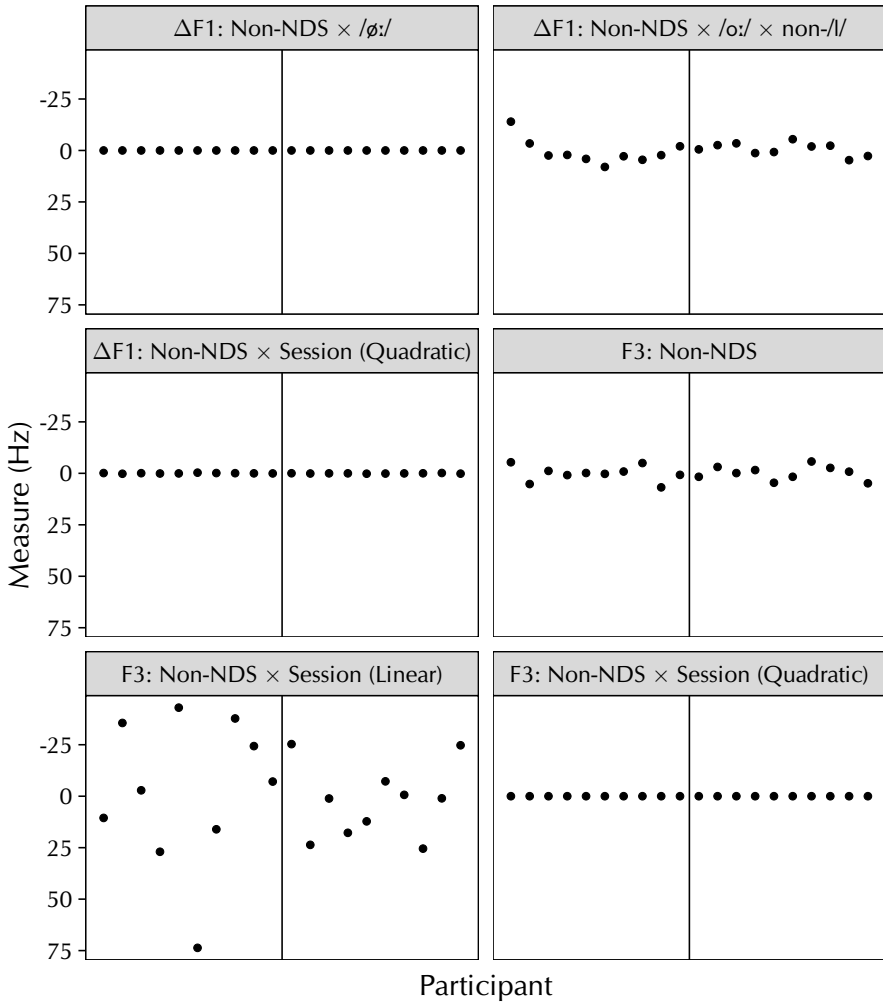 ΔF1: Non-NDS × /øː/
ΔF1: Non-NDS × /oː/ × non-/l/
-25
0
25
50
75
ΔF1: Non-NDS × Session (Quadratic)
F3: Non-NDS
-25
0
25
50
75
Measure (Hz)
F3: Non-NDS × Session (Linear)
F3: Non-NDS × Session (Quadratic)
-25
0
25
50
75
Participant